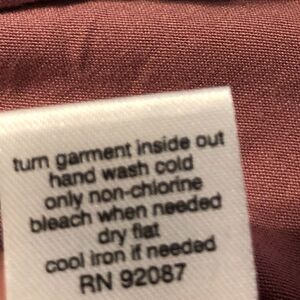 turn garment inside out
hand wash cold
only non-chlorine
bleach when needed
dry flat
cool iron if needed
RN 92087